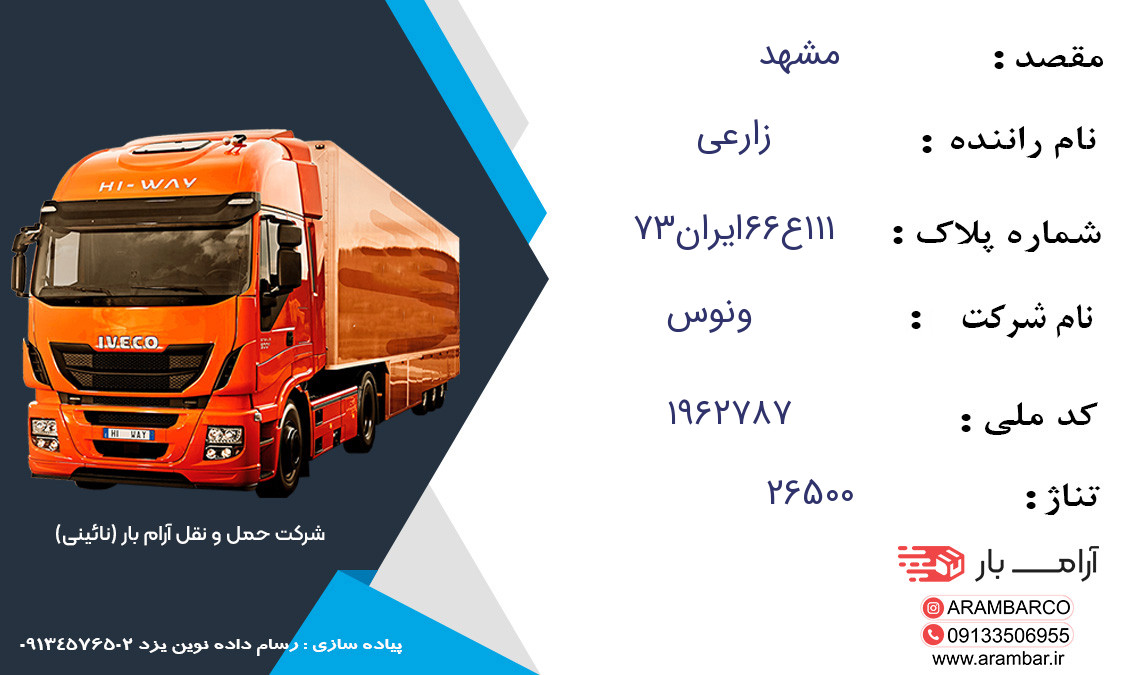 مقصد : مشهد
نام راننده : زارعی
شماره پلاک : ۱۱۱ع۶۶ایران۷۳
نام شرکت : ونوس
کد ملی : ۱۹۶۲۷۸۷
تناژ : ۲۶۵۰۰
آرام بار
ARAMBARCO
09133506955
www.arambar.ir
HI-WAY
IVECO
HI WAY
شرکت حمل و نقل آرام بار (نائینی)
پیاده سازی : رسام داده نوین یزد ۰۹۱۳۴۵۷۶۵۰۲